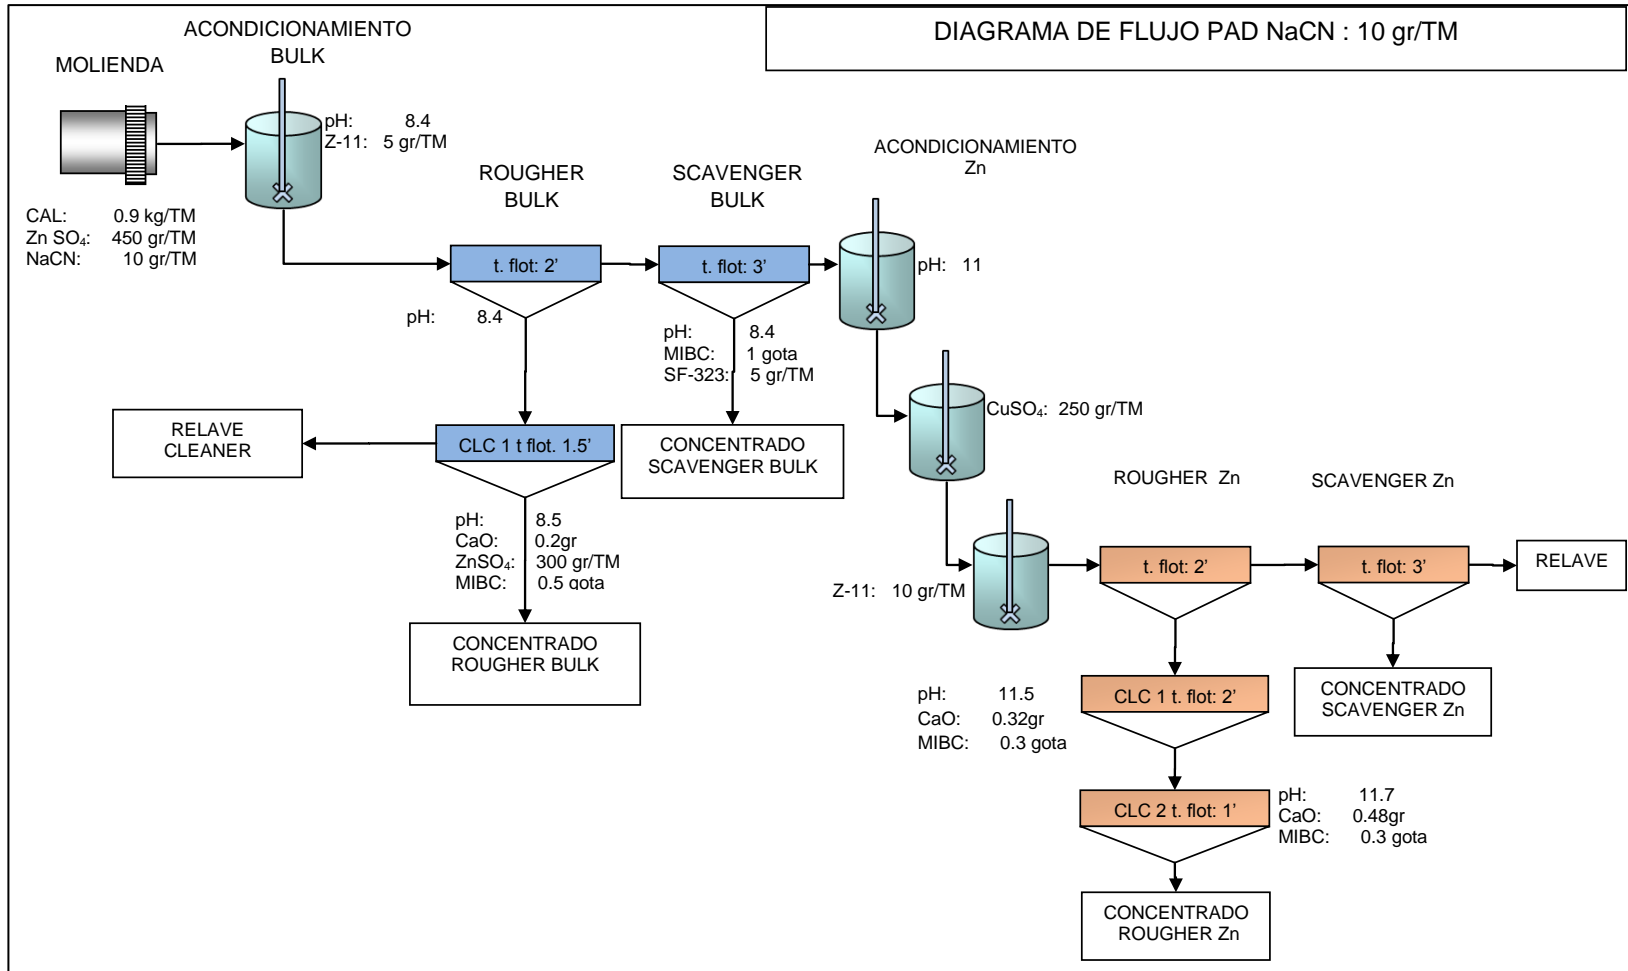 DIAGRAMA DE FLUJO PAD NaCN : 10 gr/TM
MOLIENDA
ACONDICIONAMIENTO
BULK
pH: 8.4
Z-11: 5 gr/TM
CAL: 0.9 kg/TM
Zn SO₄: 450 gr/TM
NaCN: 10 gr/TM
ROUGHER
BULK
t. flot: 2’
pH: 8.4
SCAVENGER
BULK
t. flot: 3’
pH: 8.4
MIBC: 1 gota
SF-323: 5 gr/TM
ACONDICIONAMIENTO
Zn
pH: 11
RELAVE
CLEANER
CLC 1 t flot. 1.5’
CONCENTRADO
SCAVENGER BULK
CuSO₄: 250 gr/TM
pH: 8.5
CaO: 0.2gr
ZnSO₄: 300 gr/TM
MIBC: 0.5 gota
CONCENTRADO
ROUGHER BULK
Z-11: 10 gr/TM
ROUGHER Zn
t. flot: 2’
SCAVENGER Zn
t. flot: 3’
RELAVE
pH: 11.5
CaO: 0.32gr
MIBC: 0.3 gota
CLC 1 t. flot: 2’
CONCENTRADO
SCAVENGER Zn
CLC 2 t. flot: 1’
pH: 11.7
CaO: 0.48gr
MIBC: 0.3 gota
CONCENTRADO
ROUGHER Zn